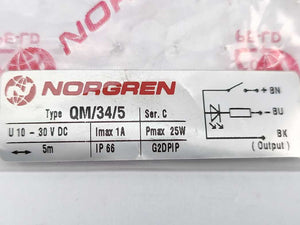 NORGREN
Type QM/34/5 Ser. C
U 10 - 30 V DC Imax 1A Pmax 25W
5m IP 66 G2DPIP
+ BN
- BU
BK
( Output )